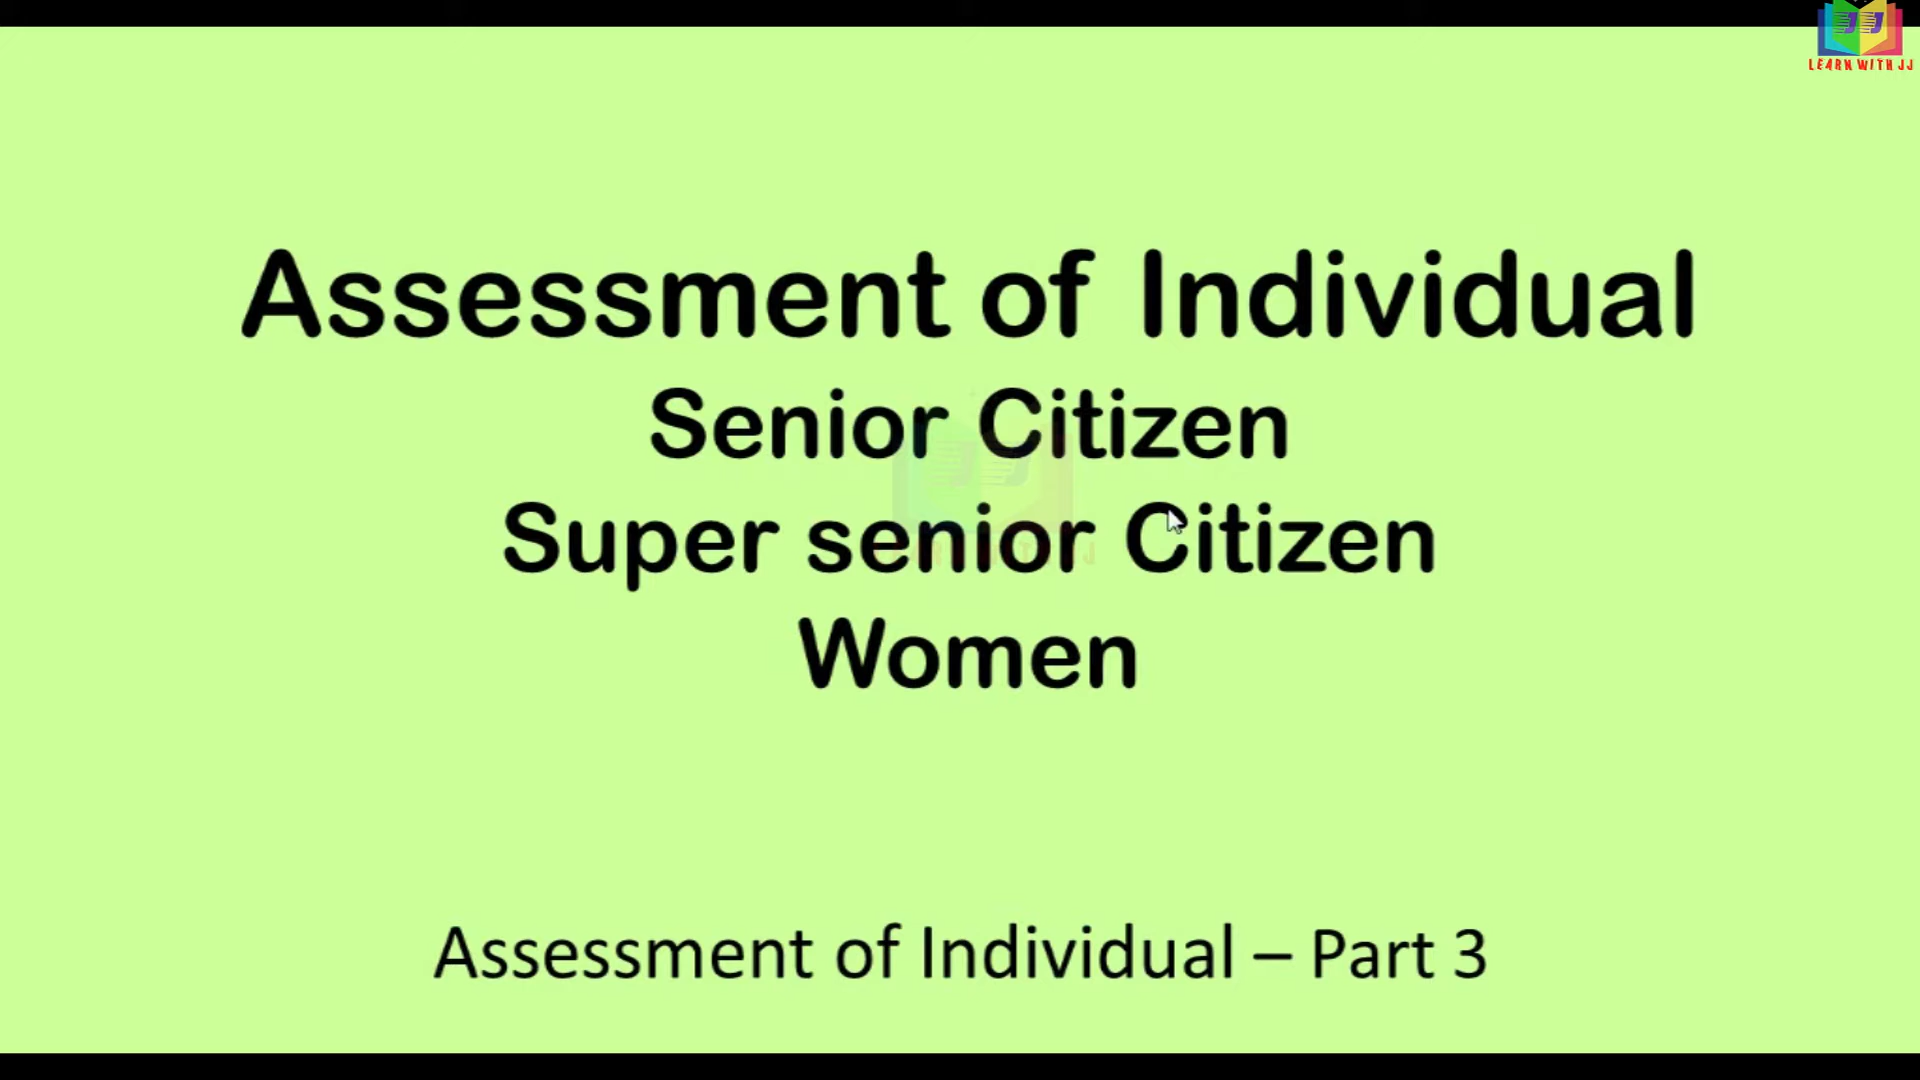 LEARN WITH JJ
Assessment of Individual
Senior Citizen
Super senior Citizen
Women
Assessment of Individual – Part 3